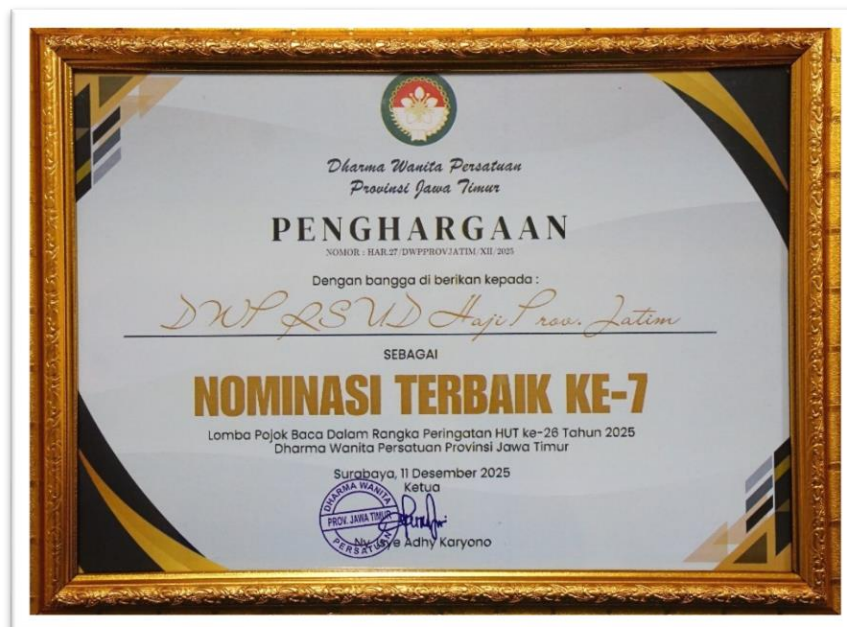 Dharma Wanita Persatuan
Provinsi Jawa Timur
PENGHARGAAN
NOMOR : HAR.27/DWPPROVJATIM/XII/2025
Dengan bangga di berikan kepada :
DWP RSUD Haji Prov. Jatim
SEBAGAI
NOMINASI TERBAIK KE-7
Lomba Pojok Baca Dalam Rangka Peringatan HUT ke-26 Tahun 2025
Dharma Wanita Persatuan Provinsi Jawa Timur
Surabaya, 11 Desember 2025
Ketua
DHARMA WANITA
PROV. JAWA TIMUR
PERSATUAN
Ny. Adhy Karyono